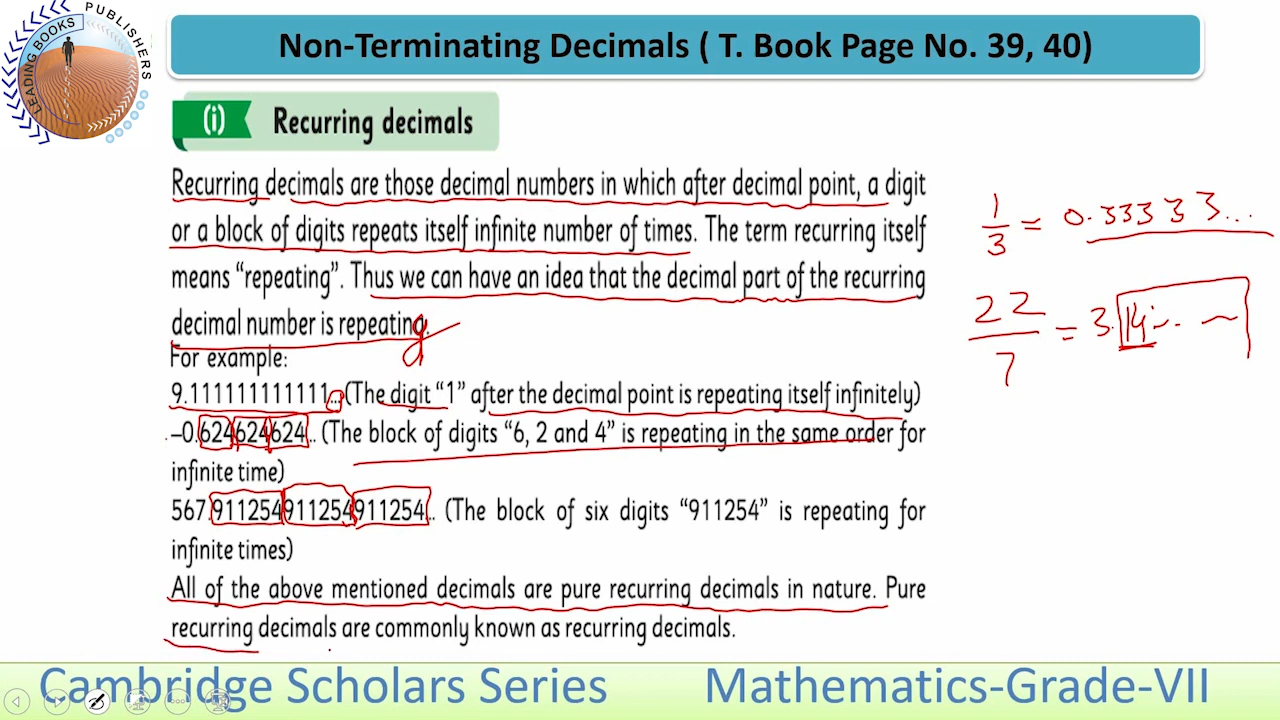 LEADING BOOKS
PUBLISHERS
Non-Terminating Decimals ( T. Book Page No. 39, 40)
(i) Recurring decimals
Recurring decimals are those decimal numbers in which after decimal point, a digit
or a block of digits repeats itself infinite number of times. The term recurring itself
means “repeating”. Thus we can have an idea that the decimal part of the recurring
decimal number is repeating.
For example:
9.111111111111... (The digit “1” after the decimal point is repeating itself infinitely)
–0.624624624... (The block of digits “6, 2 and 4” is repeating in the same order for
infinite time)
567.911254911254911254... (The block of six digits “911254” is repeating for
infinite times)
All of the above mentioned decimals are pure recurring decimals in nature. Pure
recurring decimals are commonly known as recurring decimals.
1/3 = 0.33333...
22/7 = 3.14...
Cambridge Scholars Series
Mathematics-Grade-VII